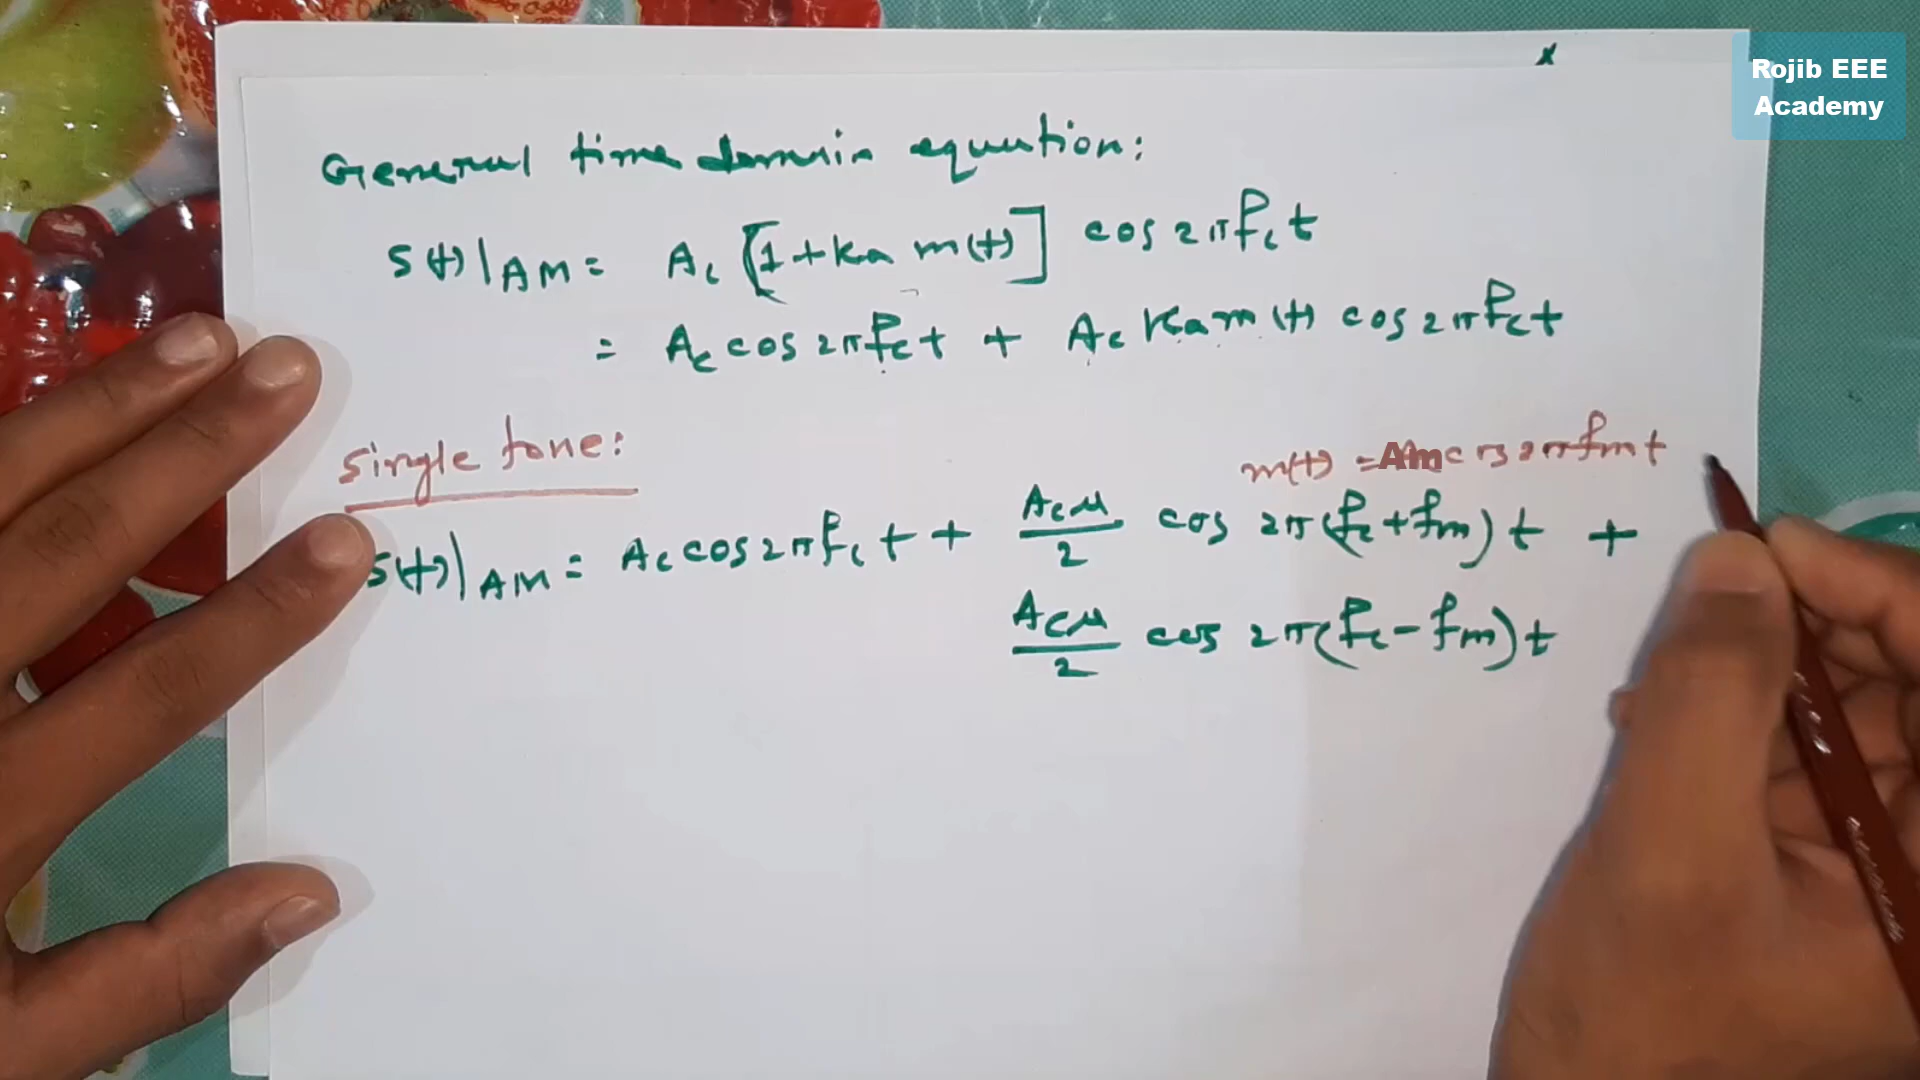 Rojib EEE
Academy
General time domain equation:
S(t)|AM = Ac [1+Ka m(t)] cos 2πfct
= Ac cos 2πfct + Ac Kam(t) cos 2πfct
single tone:
m(t) = Am cos 2πfmt
S(t)|AM = Ac cos 2πfc t + Acμ/2 cos 2π(fc+fm)t +
Acμ/2 cos 2π(fc-fm)t